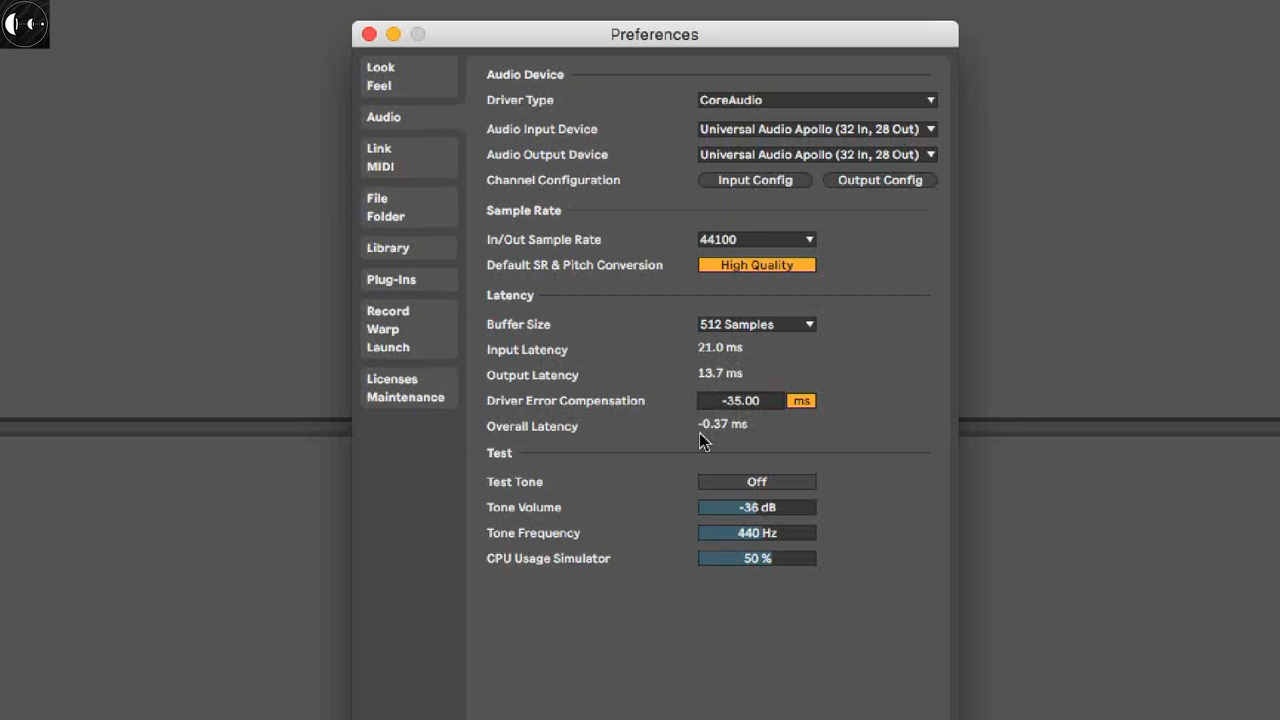 Preferences
Look
Feel
Audio
Link
MIDI
File
Folder
Library
Plug-Ins
Record
Warp
Launch
Licenses
Maintenance
Audio Device
Driver Type CoreAudio
Audio Input Device Universal Audio Apollo (32 In, 28 Out)
Audio Output Device Universal Audio Apollo (32 In, 28 Out)
Channel Configuration Input Config Output Config
Sample Rate
In/Out Sample Rate 44100
Default SR & Pitch Conversion High Quality
Latency
Buffer Size 512 Samples
Input Latency 21.0 ms
Output Latency 13.7 ms
Driver Error Compensation -35.00 ms
Overall Latency -0.37 ms
Test
Test Tone Off
Tone Volume -36 dB
Tone Frequency 440 Hz
CPU Usage Simulator 50 %